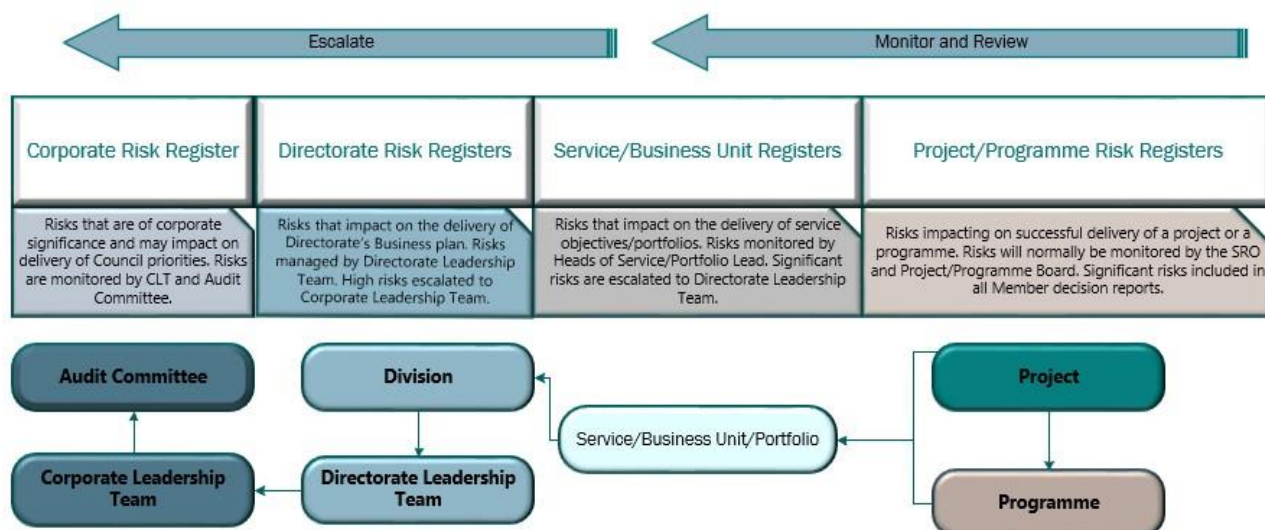 Escalate
Monitor and Review
Corporate Risk Register
Directorate Risk Registers
Service/Business Unit Registers
Project/Programme Risk Registers
Risks that are of corporate
significance and may impact on
delivery of Council priorities. Risks
are monitored by CLT and Audit
Committee.
Risks that impact on the delivery of
Directorate's Business plan. Risks
managed by Directorate Leadership
Team. High risks escalated to
Corporate Leadership Team.
Risks that impact on the delivery of service
objectives/portfolios. Risks monitored by
Heads of Service/Portfolio Lead. Significant
risks are escalated to Directorate Leadership
Team.
Risks impacting on successful delivery of a project or a
programme. Risks will normally be monitored by the SRO
and Project/Programme Board. Significant risks included in
all Member decision reports.
Audit Committee
Division
Project
Service/Business Unit/Portfolio
Corporate Leadership
Team
Directorate Leadership
Team
Programme